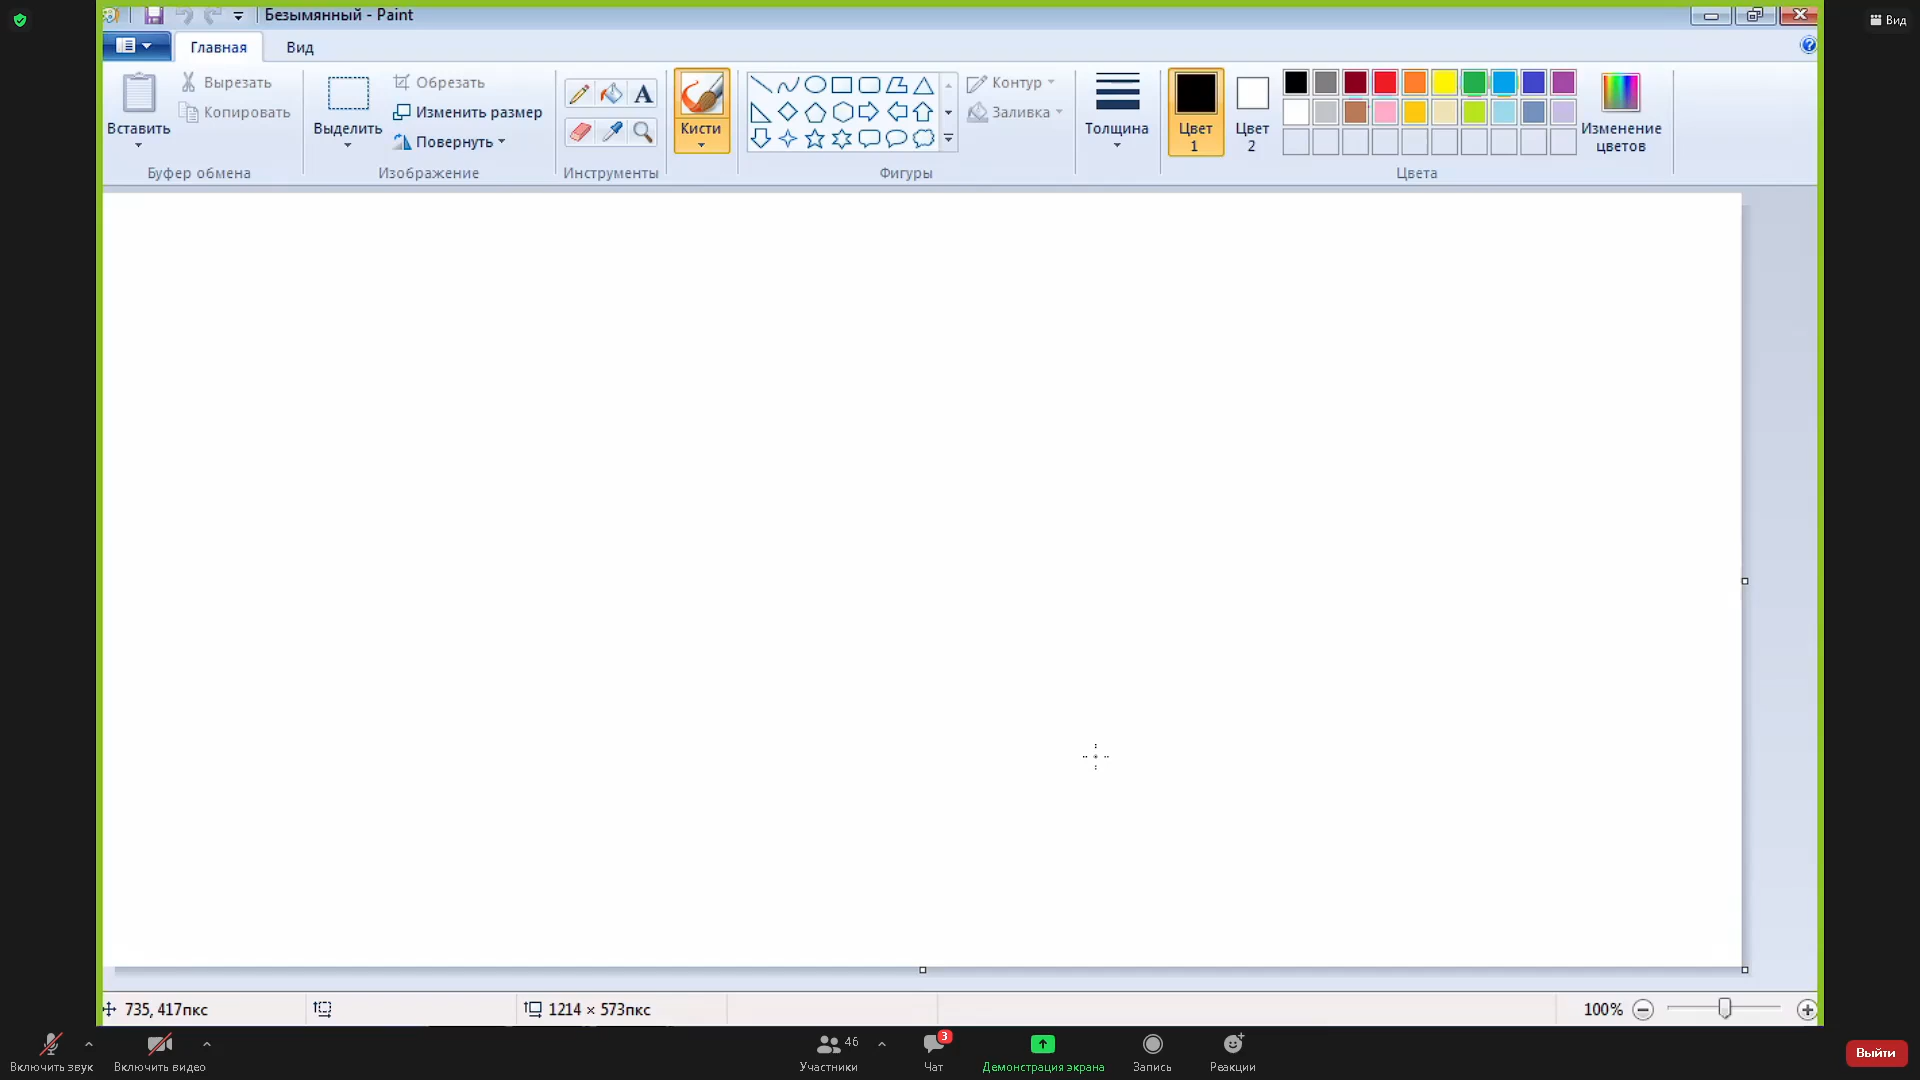 Безымянный - Paint
Вид
Главная
Вид
Вставить
Вырезать
Копировать
Буфер обмена
Выделить
Обрезать
Изменить размер
Повернуть
Изображение
A
Инструменты
Кисти
Контур
Заливка
Фигуры
Толщина
Цвет
1
Цвет
2
Изменение
цветов
Цвета
735, 417пкс
1214 × 573пкс
100%
Включить звук
Включить видео
46
Участники
3
Чат
Демонстрация экрана
Запись
Реакции
Выйти